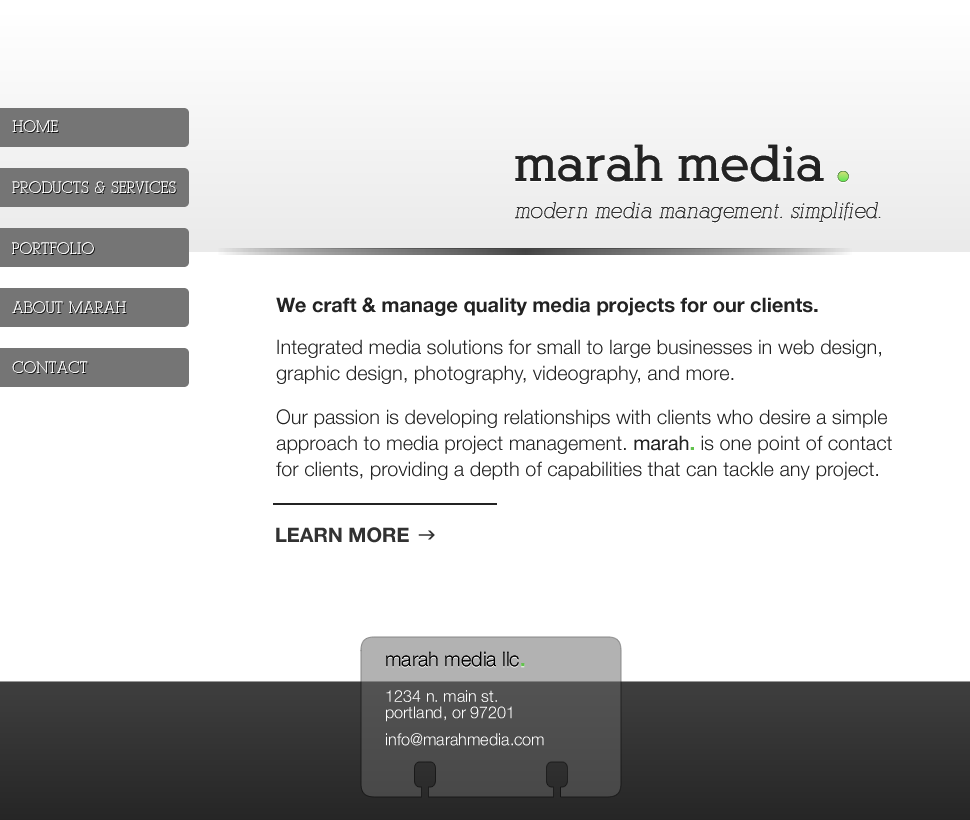 HOME
PRODUCTS & SERVICES
PORTFOLIO
ABOUT MARAH
CONTACT
marah media .
modern media management. simplified.
We craft & manage quality media projects for our clients.
Integrated media solutions for small to large businesses in web design,
graphic design, photography, videography, and more.
Our passion is developing relationships with clients who desire a simple
approach to media project management. marah. is one point of contact
for clients, providing a depth of capabilities that can tackle any project.
LEARN MORE →
marah media llc.
1234 n. main st.
portland, or 97201
info@marahmedia.com